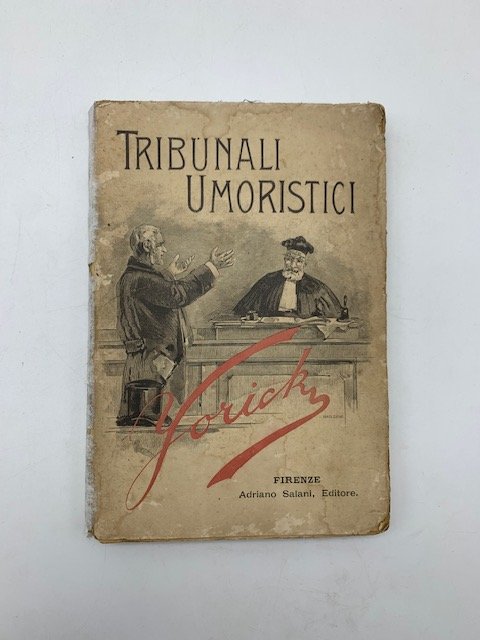 TRIBUNALI
UMORISTICI
Yorick
FIRENZE
Adriano Salani, Editore.